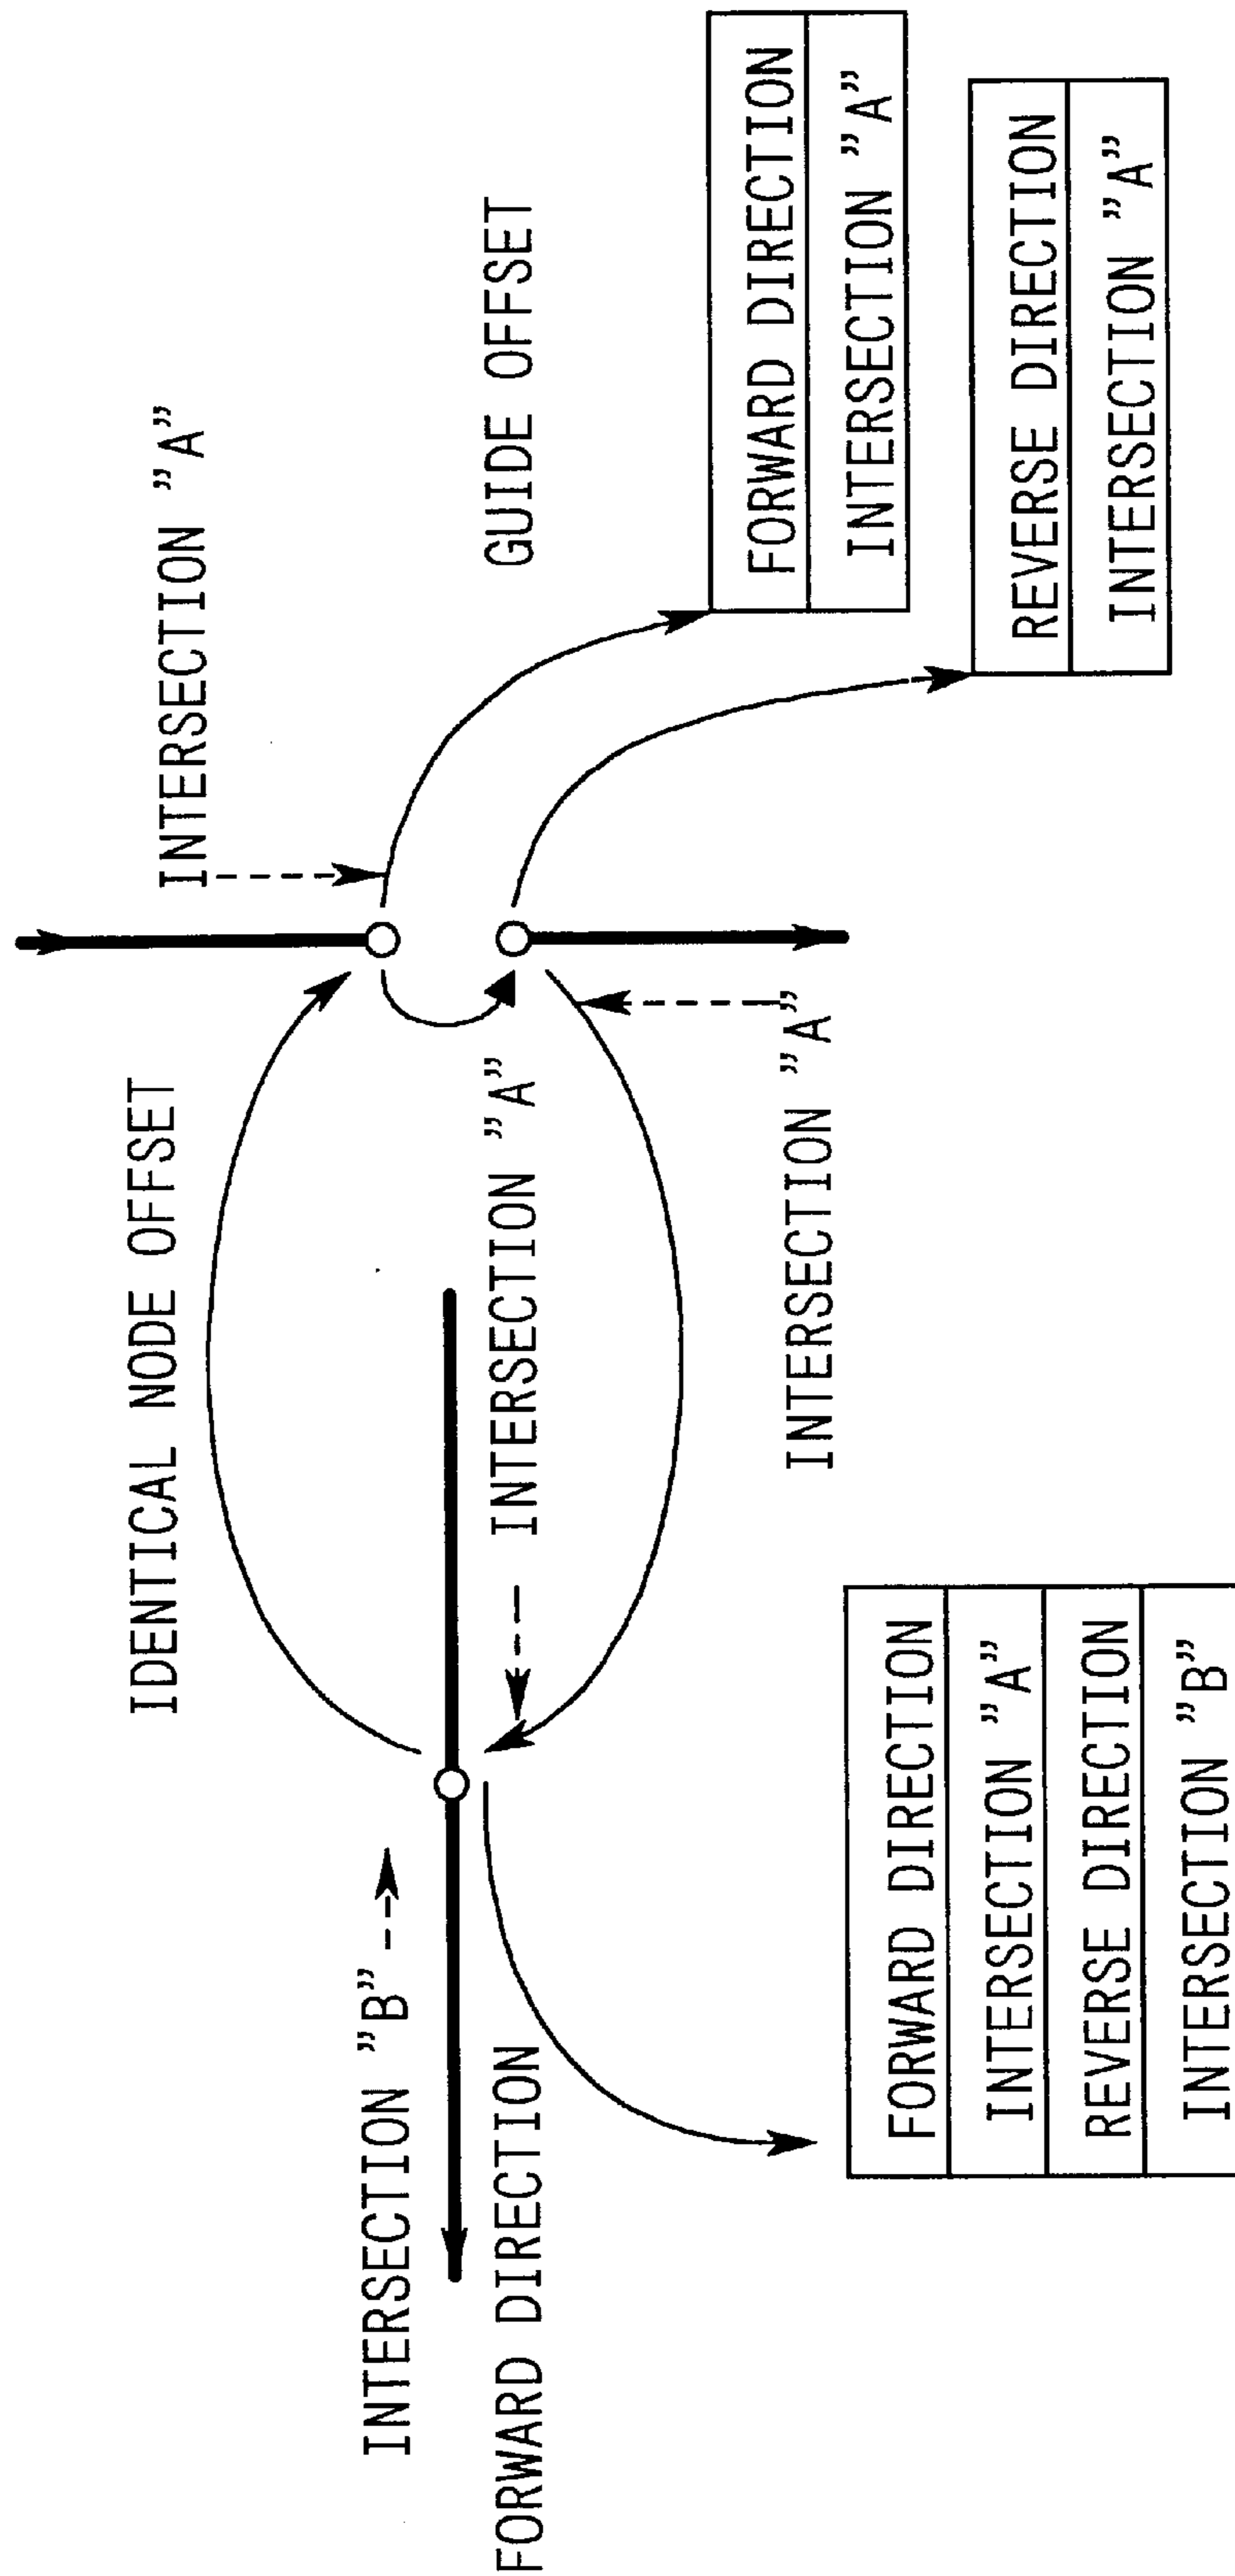 IDENTICAL NODE OFFSET
INTERSECTION ”A”
INTERSECTION ”B”
FORWARD DIRECTION
INTERSECTION ”A”
GUIDE OFFSET
INTERSECTION ”A”
FORWARD DIRECTION
INTERSECTION ”A”
REVERSE DIRECTION
INTERSECTION ”A”
FORWARD DIRECTION
INTERSECTION ”A”
REVERSE DIRECTION
INTERSECTION ”B”